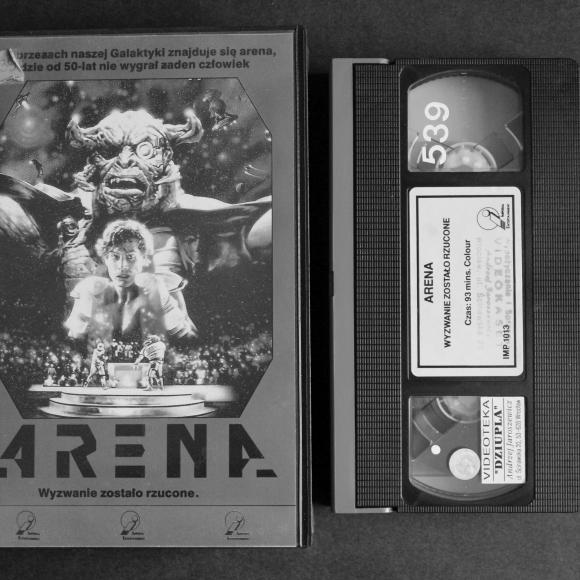 brzeżach naszej Galaktyki znajduje się arena,
dzie od 50-lat nie wygrał żaden człowiek
ARENA
Wyzwanie zostało rzucone.
539
ARENA
WYZWANIE ZOSTAŁO RZUCONE
Czas: 93 mins. Colour
IMP 1013
VIDEOTEKA
"DZIUPLA"
Andrzej Jaroszewicz